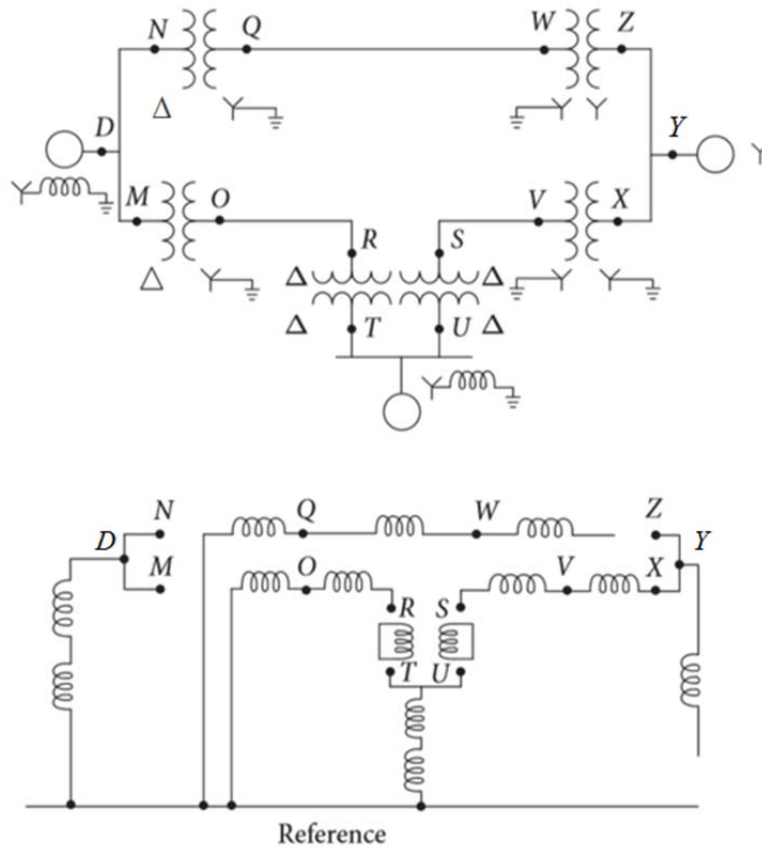 N Q W Z
Δ
D Y
M O V X
R S
Δ Δ
Δ
Δ T U Δ
N Q W Z
D Y
M O V X
R S
T U
Reference